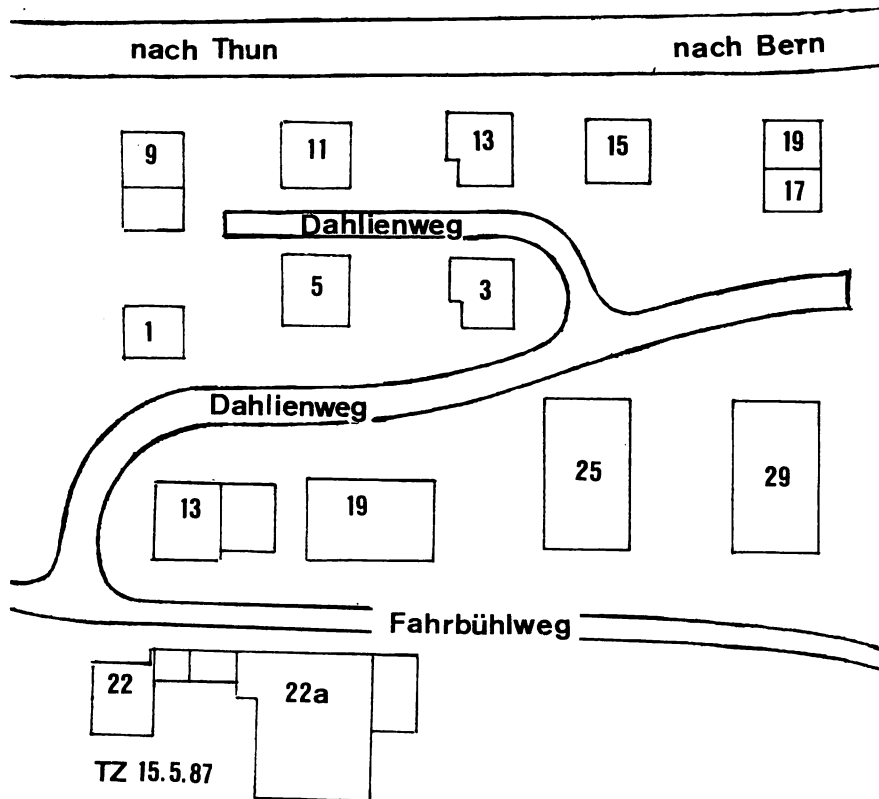 nach Thun
nach Bern
9
11
13
15
19
17
Dahlienweg
5
3
1
Dahlienweg
13
19
25
29
Fahrbühlweg
22
22a
TZ 15.5.87